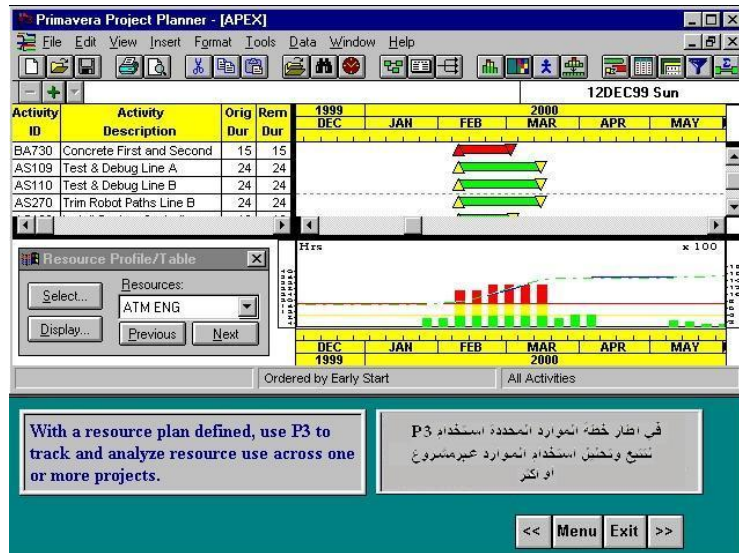 Primavera Project Planner - [APEX]
File Edit View Insert Format Tools Data Window Help
12DEC99 Sun
Activity ID Activity Description Orig Dur Rem Dur 1999 2000
DEC JAN FEB MAR APR MAY
BA730 Concrete First and Second 15 15
AS109 Test & Debug Line A 24 24
AS110 Test & Debug Line B 24 24
AS270 Trim Robot Paths Line B 24 24
Resource Profile/Table
Select...
Resources:
ATM ENG
Display...
Previous Next
Hrs x 100
DEC JAN FEB MAR APR MAY
1999 2000
Ordered by Early Start All Activities
With a resource plan defined, use P3 to
track and analyze resource use across one
or more projects.
في اطار خطة الموارد المحددة استخدام P3
لتتبع وتحليل استخدام الموارد عبرمشروع
او اكثر
<< Menu Exit >>